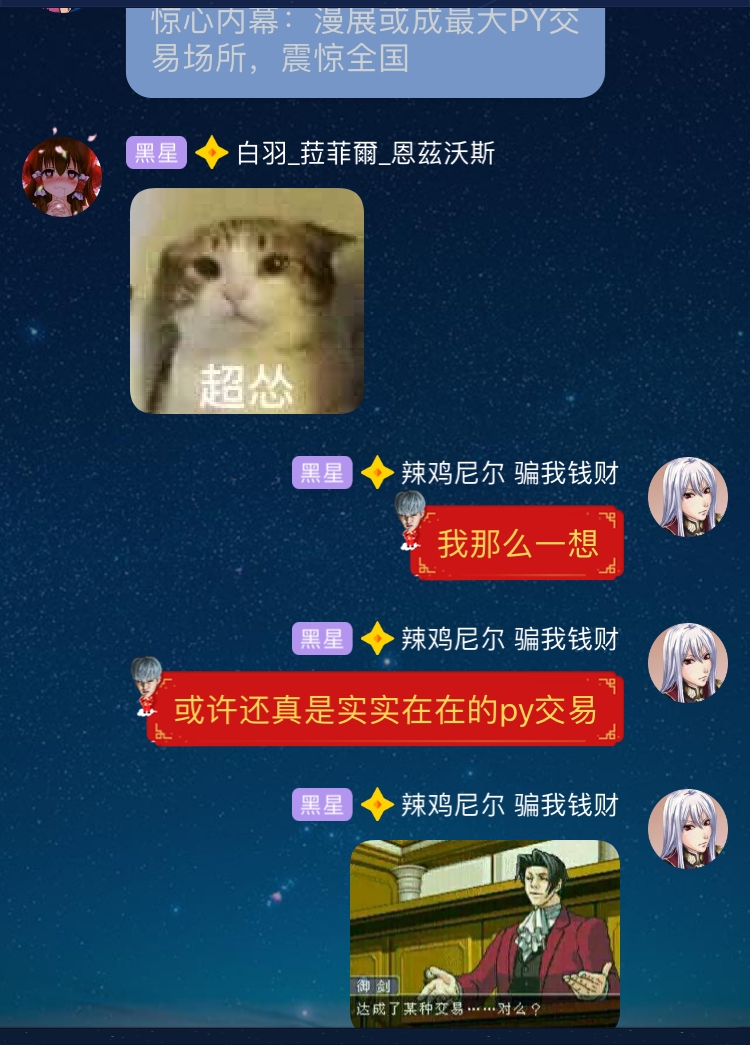 惊心内幕：漫展或成最大PY交
易场所，震惊全国
黑星 白羽_菈菲爾_恩茲沃斯
超怂
黑星 辣鸡尼尔 骗我钱财
我那么一想
黑星 辣鸡尼尔 骗我钱财
或许还真是实实在在的py交易
黑星 辣鸡尼尔 骗我钱财
御剑
达成了某种交易……对么？